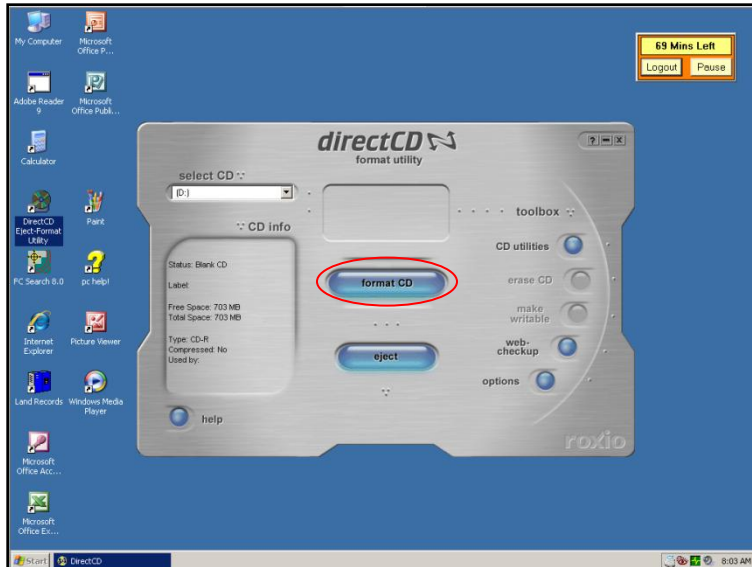 My Computer
Microsoft
Office P...
Adobe Reader
9
Microsoft
Office Publ...
Calculator
DirectCD
Eject-Format
Utility
Paint
PC Search 8.0
pc help!
Internet
Explorer
Picture Viewer
Land Records
Windows Media
Player
Microsoft
Office Acc...
Microsoft
Office Ex...
69 Mins Left
Logout
Pause
directCD
format utility
? - x
select CD
(D:)
CD info
Status: Blank CD
Label:
Free Space: 703 MB
Total Space: 703 MB
Type: CD-R
Compressed: No
Used by:
help
format CD
eject
toolbox
CD utilities
erase CD
make
writable
web-
checkup
options
roxio
Start
DirectCD
8:03 AM